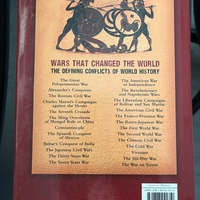 WARS THAT CHANGED THE WORLD
THE DEFINING CONFLICTS OF WORLD HISTORY
The Great
Peloponnesian War
Alexander's Conquests
The Roman Civil War
Charles Martel's Campaigns
against the Moors
The Seventh Crusade
The Ming Overthrow
of Mongol Rule in China
Constantinople
The Spanish Conquest
of Mexico
Babur's Conquest of India
The Japanese Civil Wars
The Thirty Years War
The Seven Years War
The American War
of Independence
The Revolutionary
and Napoleonic Wars
The Liberation Campaigns
of Bolivar and San Martin
The American Civil War
The Franco-Prussian War
The Russo-Japanese War
The First World War
The Second World War
The Chinese Civil War
The Cold War
Vietnam
The Six-Day War
The War on Terror